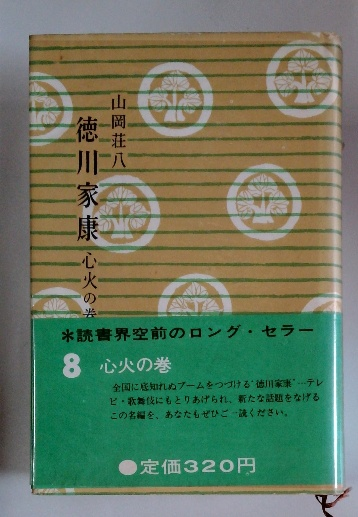 山岡荘八
徳川家康 心火の巻
*読書界空前のロング・セラー
8 心火の巻
全国に底知れぬブームをつづける“徳川家康”…テレ
ビ・歌舞伎にもとりあげられ、新たな話題をなげる
この名編を、あなたもぜひご一読ください。
●定価320円